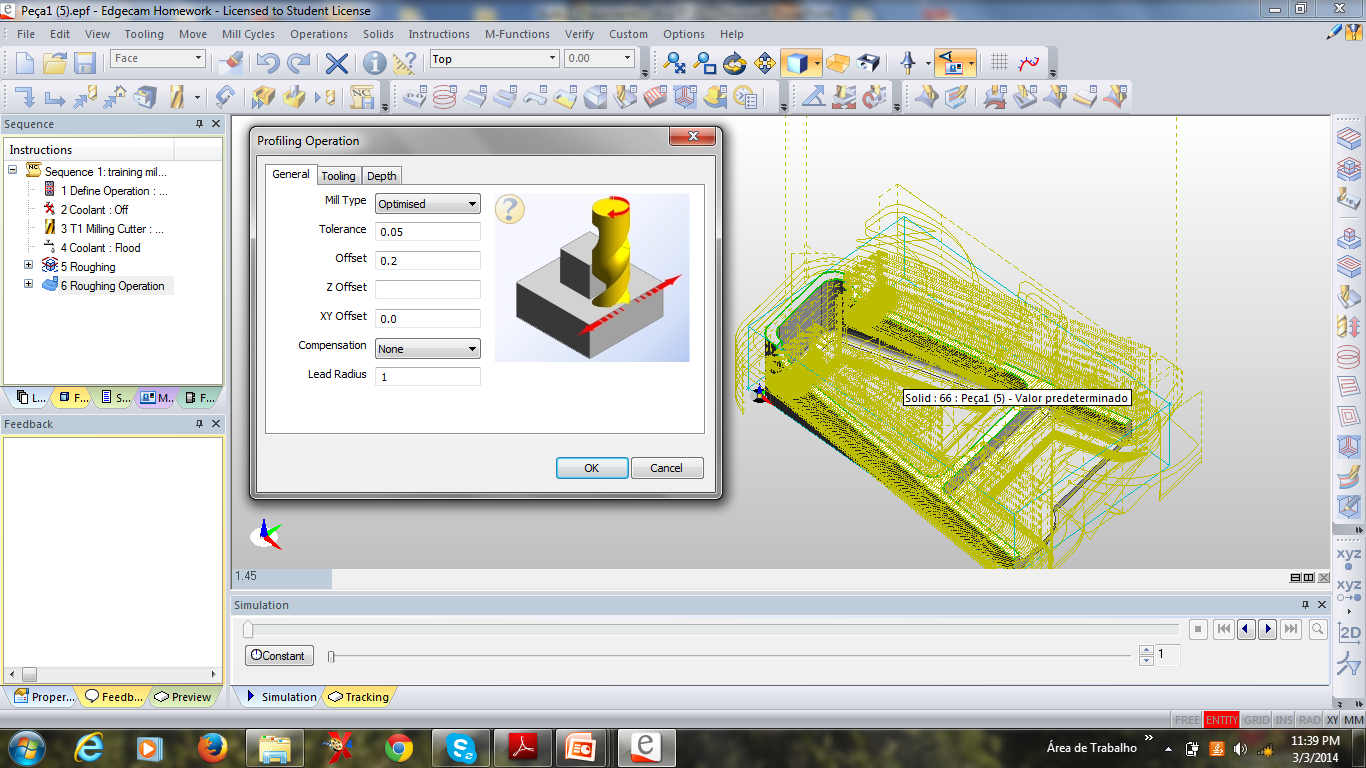 Peça1 (5).epf - Edgecam Homework - Licensed to Student License
File Edit View Tooling Move Mill Cycles Operations Solids Instructions M-Functions Verify Custom Options Help
Face Top 0.00
Sequence
Instructions
Sequence 1: training mil...
1 Define Operation : ...
2 Coolant : Off
3 T1 Milling Cutter : ...
4 Coolant : Flood
5 Roughing
6 Roughing Operation
L... F... S... M... F...
Feedback
Proper... Feedb... Preview
Profiling Operation
General Tooling Depth
Mill Type Optimised
Tolerance 0.05
Offset 0.2
Z Offset
XY Offset 0.0
Compensation None
Lead Radius 1
OK Cancel
Solid : 66 : Peça1 (5) - Valor predeterminado
1.45
Simulation
Constant 1
Simulation Tracking
xyz
xyz
2D
FREE ENTITY GRID INS RAD XY MM
Área de Trabalho
11:39 PM
3/3/2014